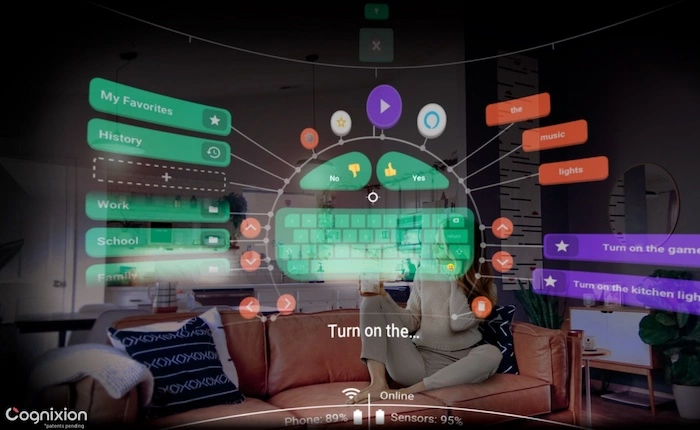 X
My Favorites
History
+
Work
School
Family
No
Yes
the
music
lights
Turn on the game
Turn on the kitchen ligh
Turn on the...
Online
Phone: 89%
Sensors: 95%
Cognixion
*patents pending